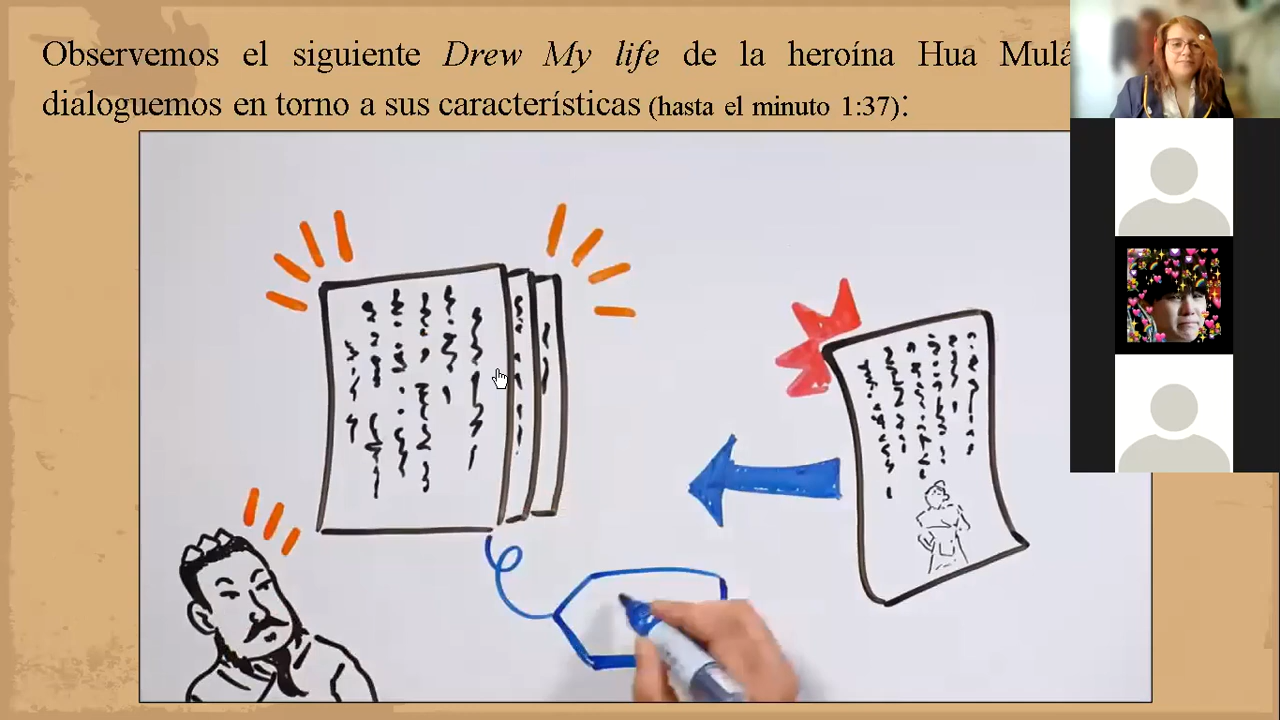 Observemos el siguiente Drew My life de la heroína Hua Mulá
dialoguemos en torno a sus características (hasta el minuto 1:37):